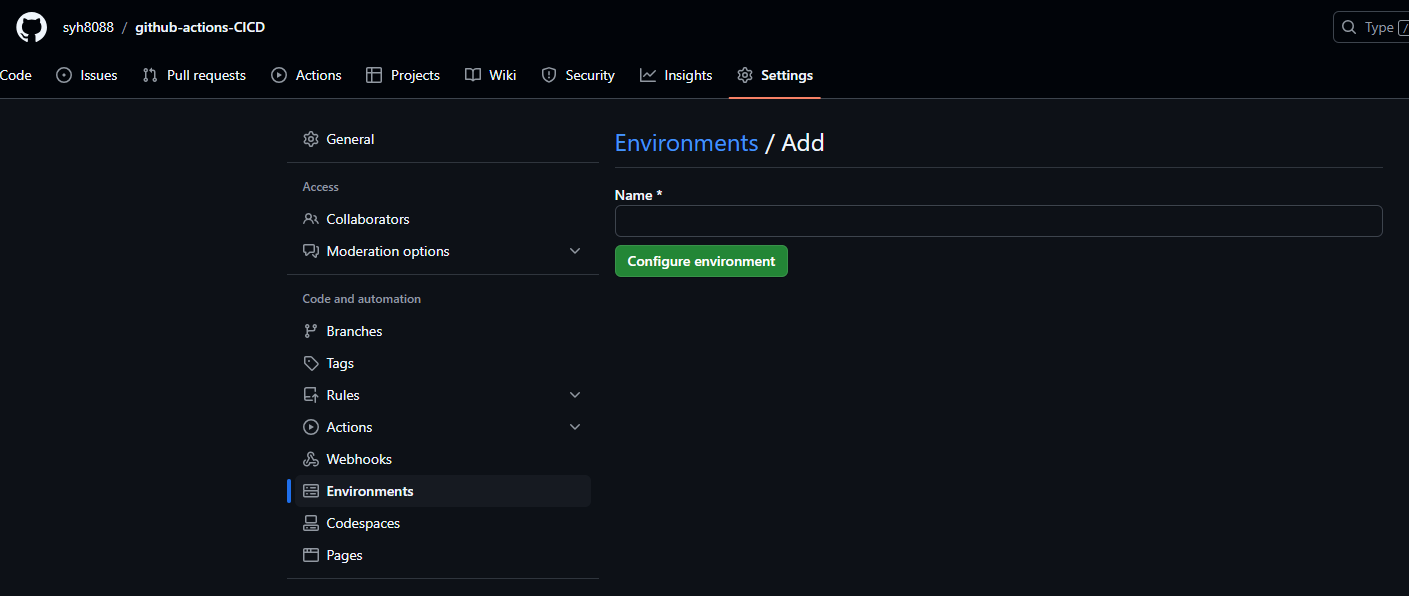 syh8088 / github-actions-CICD
Type /
Code Issues Pull requests Actions Projects Wiki Security Insights Settings
General
Access
Collaborators
Moderation options
Code and automation
Branches
Tags
Rules
Actions
Webhooks
Environments
Codespaces
Pages
Environments / Add
Name *
Configure environment